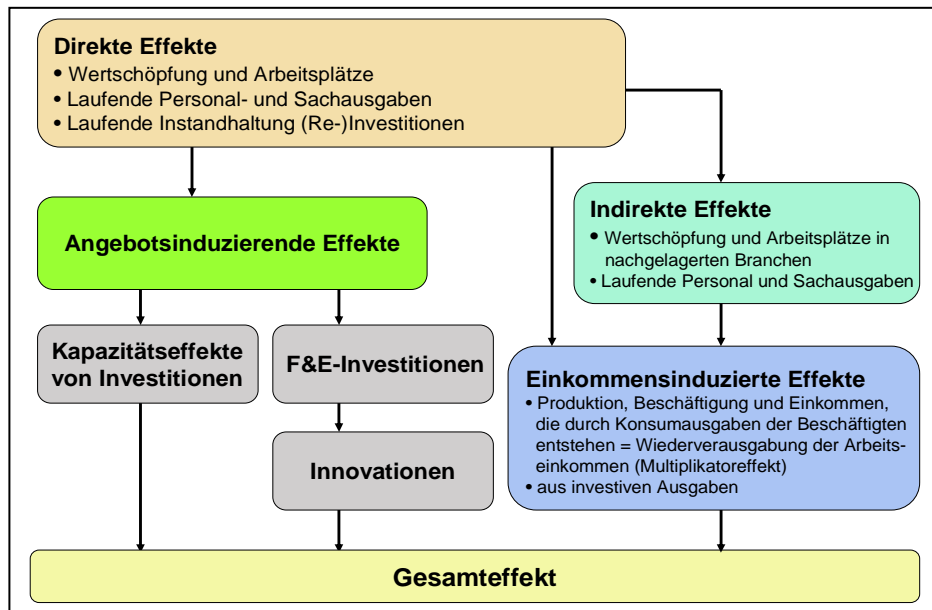 Direkte Effekte
• Wertschöpfung und Arbeitsplätze
• Laufende Personal- und Sachausgaben
• Laufende Instandhaltung (Re-)Investitionen
Angebotsinduzierende Effekte
Indirekte Effekte
• Wertschöpfung und Arbeitsplätze in
nachgelagerten Branchen
• Laufende Personal und Sachausgaben
Kapazitätseffekte
von Investitionen
F&E-Investitionen
Innovationen
Einkommensinduzierte Effekte
• Produktion, Beschäftigung und Einkommen,
die durch Konsumausgaben der Beschäftigten
entstehen = Wiederverausgabung der Arbeits-
einkommen (Multiplikatoreffekt)
• aus investiven Ausgaben
Gesamteffekt